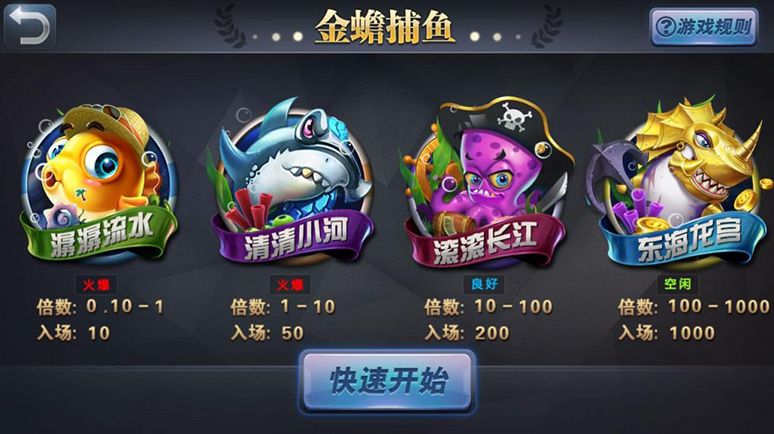 金蟾捕鱼
?游戏规则
潺潺流水
清清小河
滚滚长江
东海龙宫
火爆
火爆
良好
空闲
倍数: 0.10-1
倍数: 1-10
倍数: 10-100
倍数: 100-1000
入场: 10
入场: 50
入场: 200
入场: 1000
快速开始